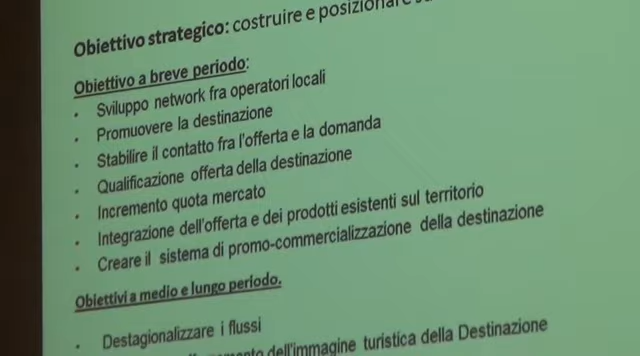 Obiettivo strategico: costruire e posizionare
Obiettivo a breve periodo:
• Sviluppo network fra operatori locali
• Promuovere la destinazione
• Stabilire il contatto fra l'offerta e la domanda
• Qualificazione offerta della destinazione
• Incremento quota mercato
• Integrazione dell'offerta e dei prodotti esistenti sul territorio
• Creare il sistema di promo-commercializzazione della destinazione
Obiettivi a medio e lungo periodo.
• Destagionalizzare i flussi
dell'immagine turistica della Destinazione